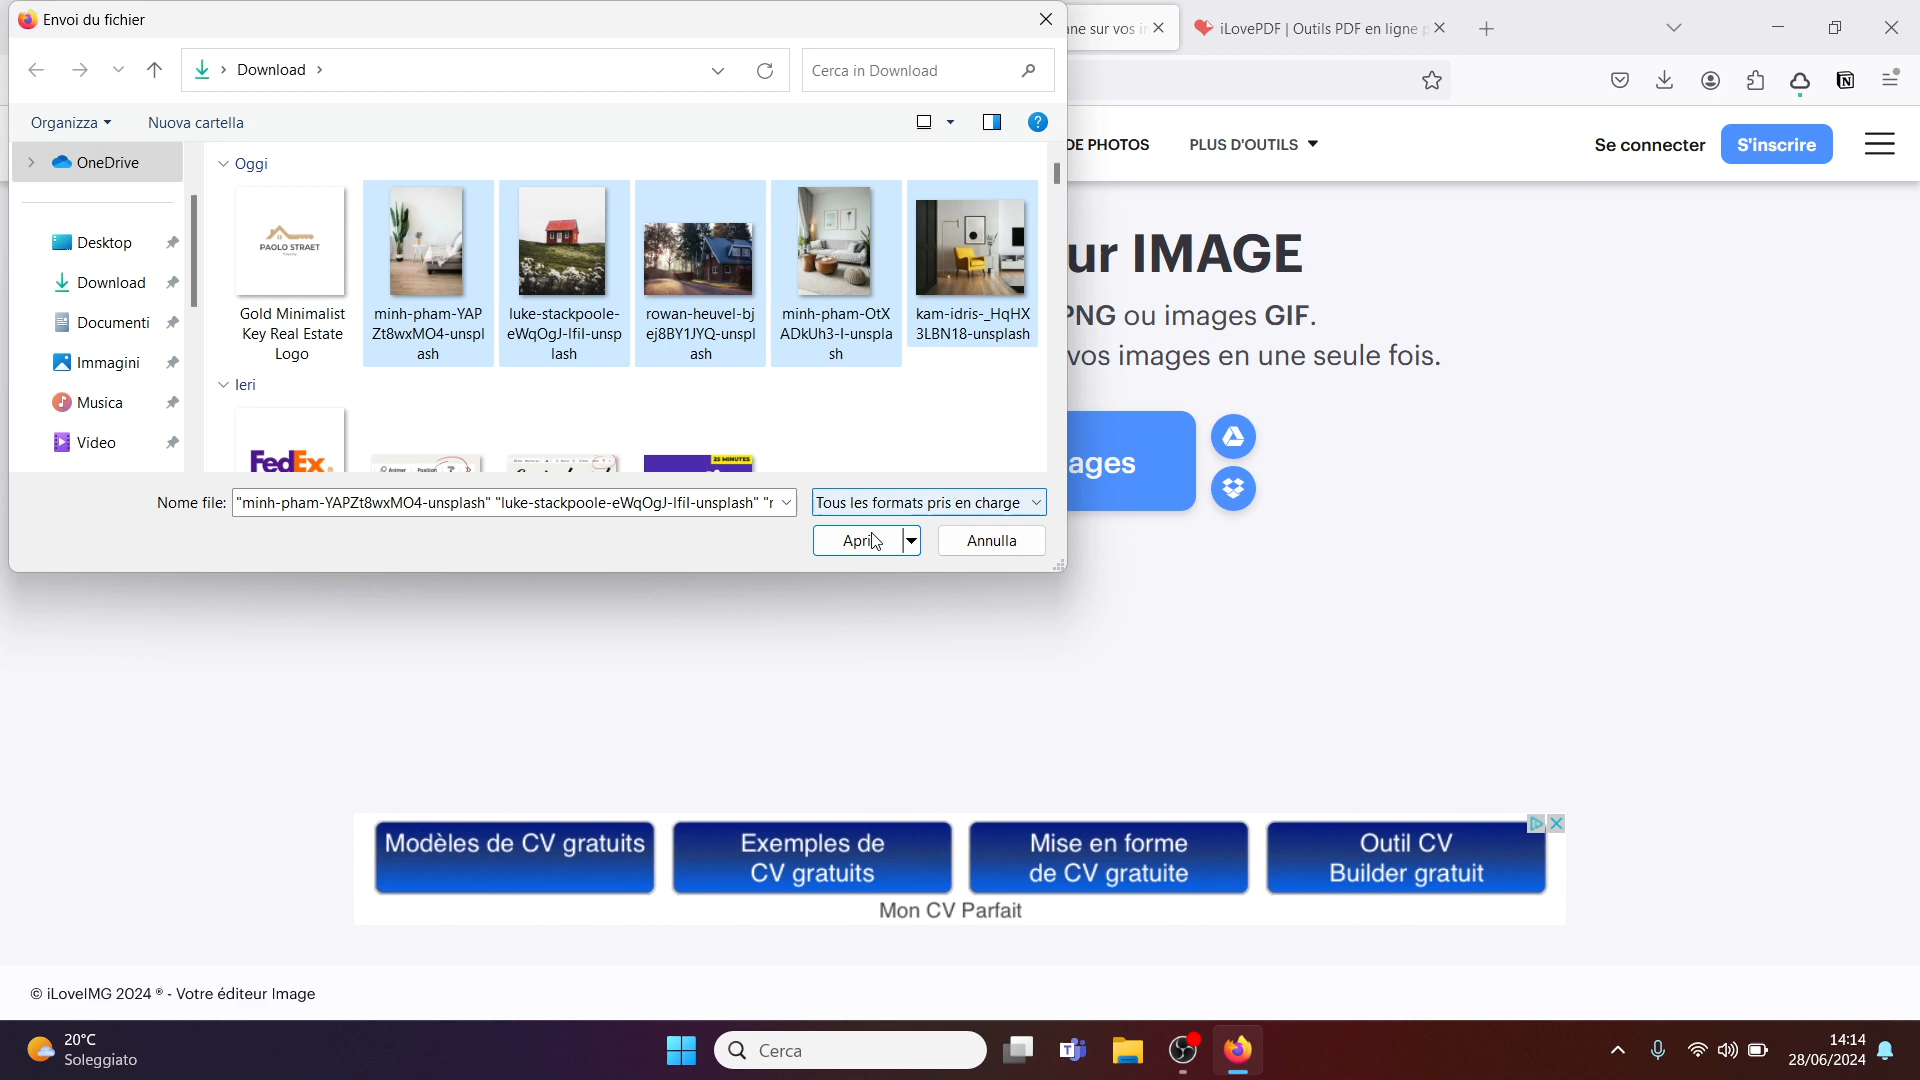 Envoi du fichier
ane sur vos i
iLovePDF | Outils PDF en ligne p
Download
Cerca in Download
Organizza
Nuova cartella
OneDrive
Desktop
Download
Documenti
Immagini
Musica
Video
Oggi
PAOLO STRAET
Gold Minimalist
Key Real Estate
Logo
minh-pham-YAP
Zt8wxMO4-unspl
ash
luke-stackpoole-
eWqOgJ-lfiI-unsp
lash
rowan-heuvel-bj
ej8BY1JYQ-unspl
ash
minh-pham-OtX
ADkUh3-I-unspla
sh
kam-idris-_HqHX
3LBN18-unsplash
Ieri
FedEx
Animer
Position
25 MINUTES
Nome file:
"minh-pham-YAPZt8wxMO4-unsplash" "luke-stackpoole-eWqOgJ-lfiI-unsplash" "r
Tous les formats pris en charge
Apri
Annulla
DE PHOTOS
PLUS D'OUTILS
Se connecter
S'inscrire
ur IMAGE
PNG ou images GIF.
vos images en une seule fois.
ages
Modèles de CV gratuits
Exemples de
CV gratuits
Mise en forme
de CV gratuite
Outil CV
Builder gratuit
Mon CV Parfait
© iLoveIMG 2024 ® - Votre éditeur Image
20°C
Soleggiato
Cerca
14:14
28/06/2024